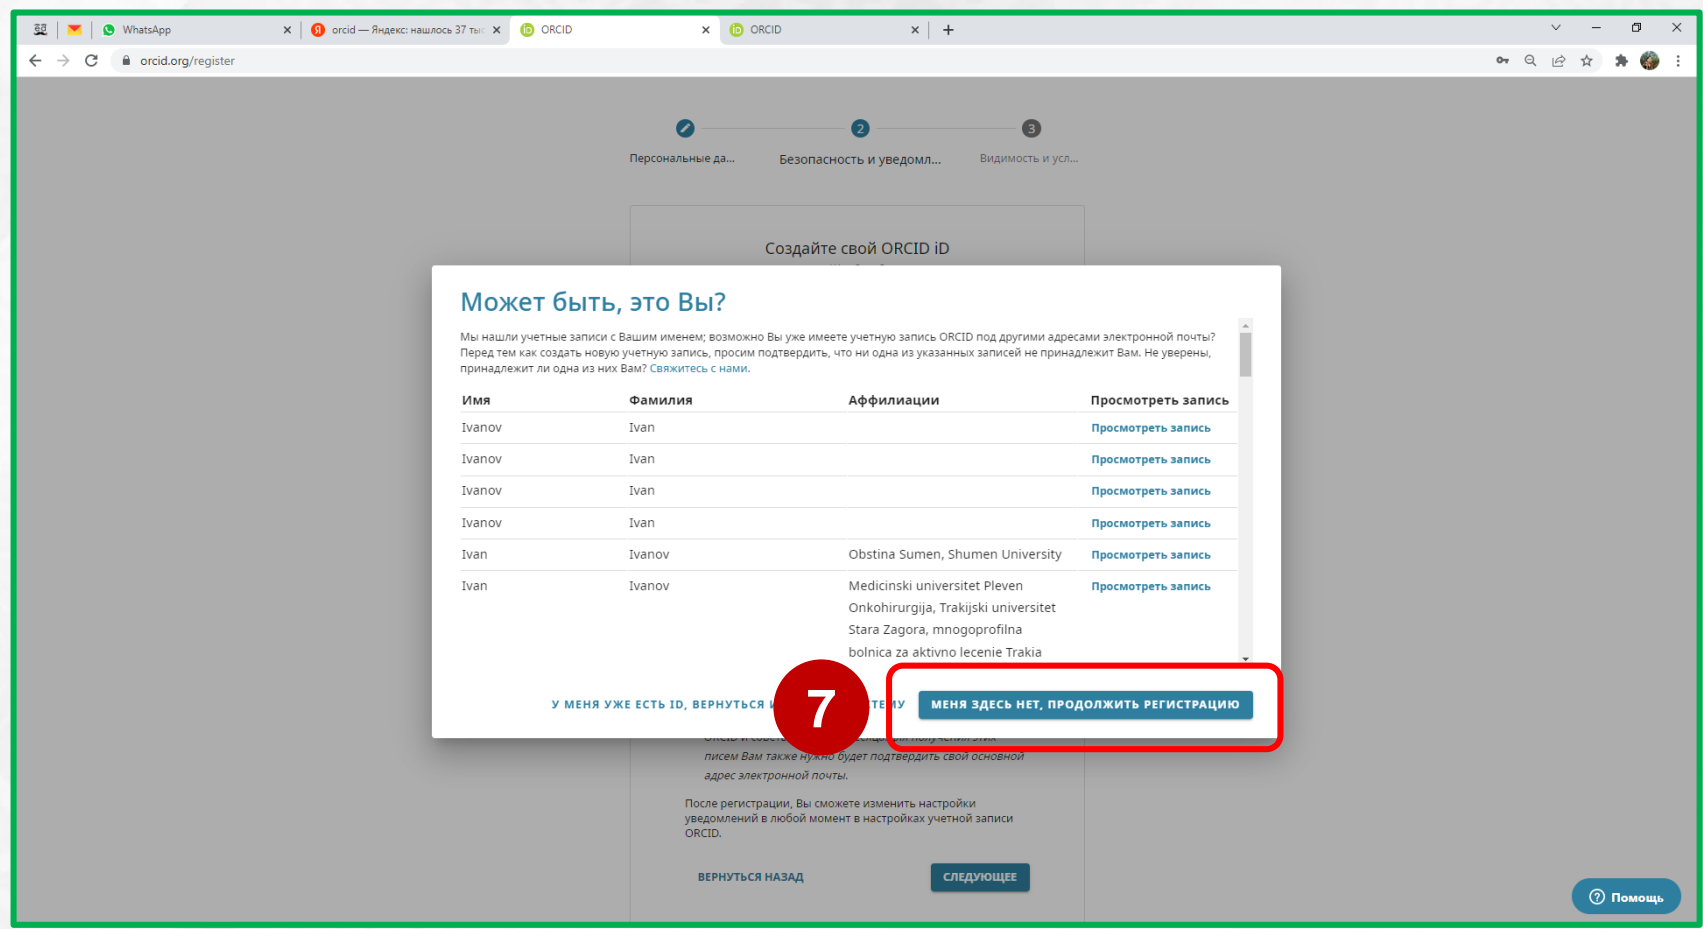 WhatsApp
orcid — Яндекс: нашлось 37 тыс
ORCID
ORCID
orcid.org/register
2
3
Персональные да...
Безопасность и уведомл...
Видимость и усл...
Создайте свой ORCID iD
Может быть, это Вы?
Мы нашли учетные записи с Вашим именем; возможно Вы уже имеете учетную запись ORCID под другими адресами электронной почты?
Перед тем как создать новую учетную запись, просим подтвердить, что ни одна из указанных записей не принадлежит Вам. Не уверены,
принадлежит ли одна из них Вам? Свяжитесь с нами.
Имя Фамилия Аффилиации Просмотреть запись
Ivanov Ivan Просмотреть запись
Ivanov Ivan Просмотреть запись
Ivanov Ivan Просмотреть запись
Ivanov Ivan Просмотреть запись
Ivan Ivanov Obstina Sumen, Shumen University Просмотреть запись
Ivan Ivanov Medicinski universitet Pleven Просмотреть запись
Onkohirurgija, Trakijski universitet
Stara Zagora, mnogoprofilna
bolnica za aktivno lecenie Trakia
У МЕНЯ УЖЕ ЕСТЬ ID, ВЕРНУТЬСЯ
7
МЕНЯ ЗДЕСЬ НЕТ, ПРОДОЛЖИТЬ РЕГИСТРАЦИЮ
писем Вам также нужно будет подтвердить свой основной
адрес электронной почты.
После регистрации, Вы сможете изменить настройки
уведомлений в любой момент в настройках учетной записи
ORCID.
ВЕРНУТЬСЯ НАЗАД
СЛЕДУЮЩЕЕ
Помощь